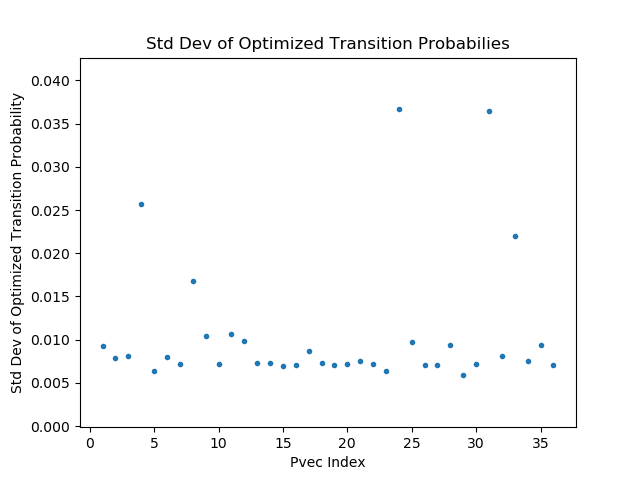 Std Dev of Optimized Transition Probabilies
0.040
0.035
0.030
0.025
0.020
0.015
0.010
0.005
0.000
Std Dev of Optimized Transition Probability
0 5 10 15 20 25 30 35
Pvec Index